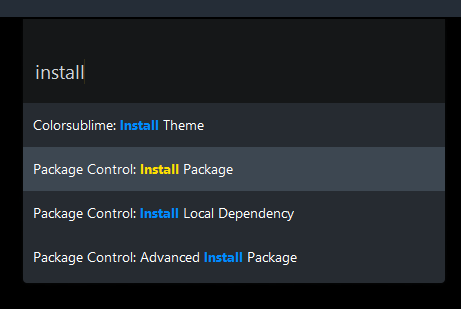 install
Colorsublime: Install Theme
Package Control: Install Package
Package Control: Install Local Dependency
Package Control: Advanced Install Package